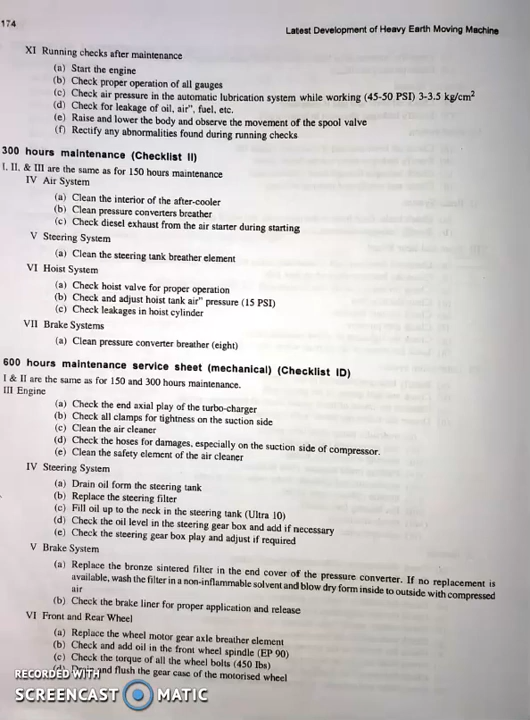 174
Latest Development of Heavy Earth Moving Machine
XI Running checks after maintenance
(a) Start the engine
(b) Check proper operation of all gauges
(c) Check air pressure in the automatic lubrication system while working (45-50 PSI) 3-3.5 kg/cm²
(d) Check for leakage of oil, air", fuel, etc.
(e) Raise and lower the body and observe the movement of the spool valve
(f) Rectify any abnormalities found during running checks
300 hours maintenance (Checklist II)
I, II, & III are the same as for 150 hours maintenance
IV Air System
(a) Clean the interior of the after-cooler
(b) Clean pressure converters breather
(c) Check diesel exhaust from the air starter during starting
V Steering System
(a) Clean the steering tank breather element
VI Hoist System
(a) Check hoist valve for proper operation
(b) Check and adjust hoist tank air" pressure (15 PSI)
(c) Check leakages in hoist cylinder
VII Brake Systems
(a) Clean pressure converter breather (eight)
600 hours maintenance service sheet (mechanical) (Checklist ID)
I & II are the same as for 150 and 300 hours maintenance.
III Engine
(a) Check the end axial play of the turbo-charger
(b) Check all clamps for tightness on the suction side
(c) Clean the air cleaner
(d) Check the hoses for damages, especially on the suction side of compressor.
(e) Clean the safety element of the air cleaner
IV Steering System
(a) Drain oil form the steering tank
(b) Replace the steering filter
(c) Fill oil up to the neck in the steering tank (Ultra 10)
(d) Check the oil level in the steering gear box and add if necessary
(e) Check the steering gear box play and adjust if required
V Brake System
(a) Replace the bronze sintered filter in the end cover of the pressure converter. If no replacement is
available, wash the filter in a non-inflammable solvent and blow dry form inside to outside with compressed
air
(b) Check the brake liner for proper application and release
VI Front and Rear Wheel
(a) Replace the wheel motor gear axle breather element
(b) Check and add oil in the front wheel spindle (EP 90)
(c) Check the torque of all the wheel bolts (450 lbs)
and flush the gear case of the motorised wheel
RECORDED WITH
SCREENCAST MATIC